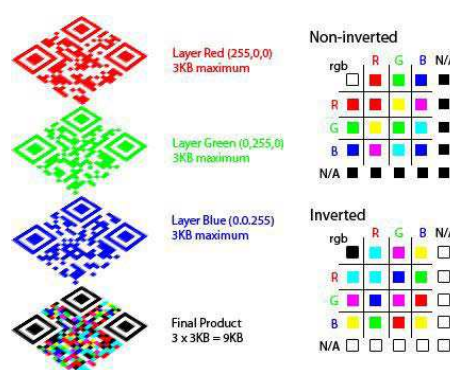 Layer Red (255,0,0)
3KB maximum
Layer Green (0,255,0)
3KB maximum
Layer Blue (0.0.255)
3KB maximum
Final Product
3 x 3KB = 9KB
Non-inverted
rgb R G B N/A
R
G
B
N/A
Inverted
rgb R G B N/A
R
G
B
N/A